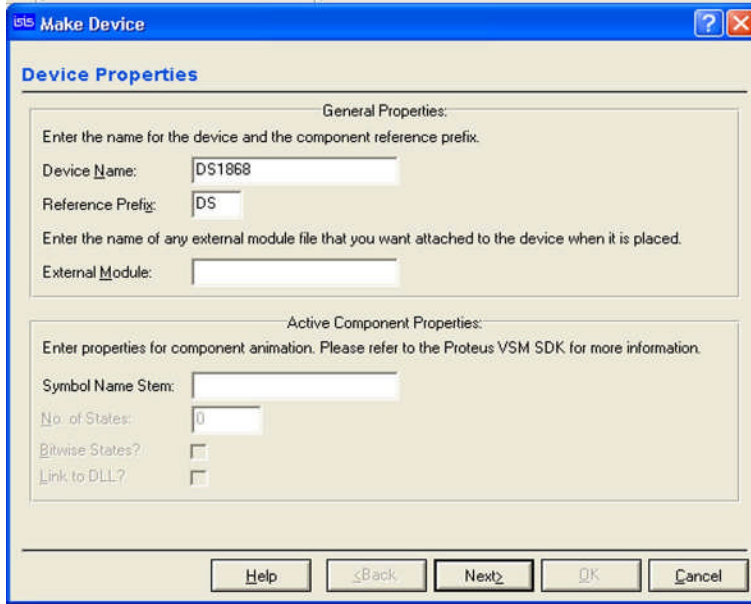 isis Make Device
Device Properties
General Properties:
Enter the name for the device and the component reference prefix.
Device Name: DS1868
Reference Prefix: DS
Enter the name of any external module file that you want attached to the device when it is placed.
External Module:
Active Component Properties:
Enter properties for component animation. Please refer to the Proteus VSM SDK for more information.
Symbol Name Stem:
No. of States: 0
Bitwise States?
Link to DLL?
Help <Back Next> OK Cancel